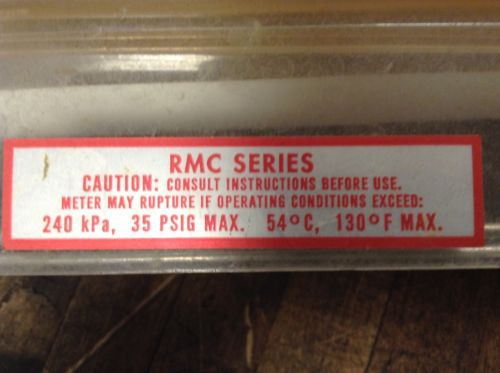 RMC SERIES
CAUTION: CONSULT INSTRUCTIONS BEFORE USE.
METER MAY RUPTURE IF OPERATING CONDITIONS EXCEED:
240 kPa, 35 PSIG MAX. 54°C, 130°F MAX.